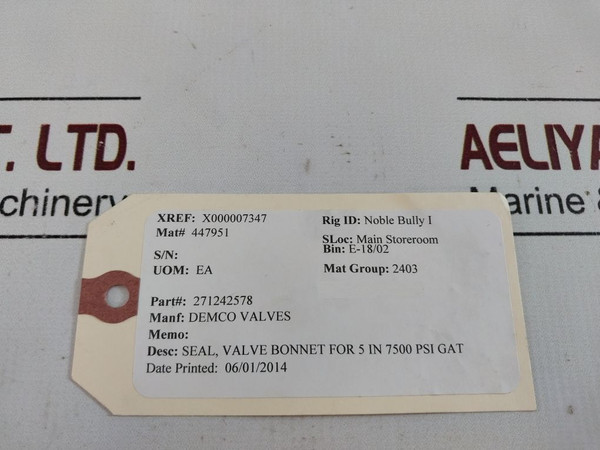 T. LTD.
AELIYA
chinery
Marine &
XREF: X000007347
Rig ID: Noble Bully I
Mat# 447951
SLoc: Main Storeroom
S/N:
Bin: E-18/02
UOM: EA
Mat Group: 2403
Part#: 271242578
Manf: DEMCO VALVES
Memo:
Desc: SEAL, VALVE BONNET FOR 5 IN 7500 PSI GAT
Date Printed: 06/01/2014